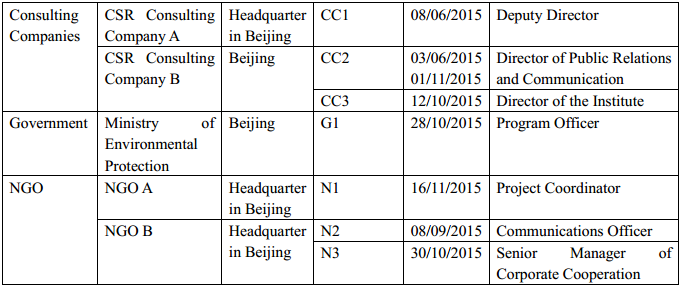 Consulting Companies CSR Consulting Company A Headquarter in Beijing CC1 08/06/2015 Deputy Director
CSR Consulting Company B Beijing CC2 03/06/2015 01/11/2015 Director of Public Relations and Communication
CC3 12/10/2015 Director of the Institute
Government Ministry of Environmental Protection Beijing G1 28/10/2015 Program Officer
NGO NGO A Headquarter in Beijing N1 16/11/2015 Project Coordinator
NGO B Headquarter in Beijing N2 08/09/2015 Communications Officer
N3 30/10/2015 Senior Manager of Corporate Cooperation